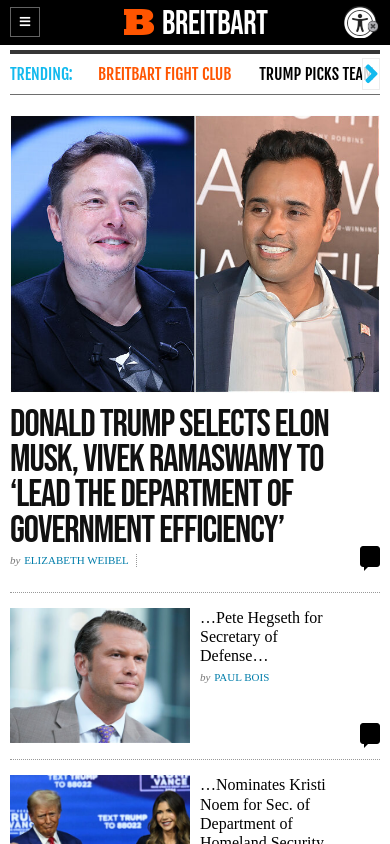 BREITBART
TRENDING:
BREITBART FIGHT CLUB
TRUMP PICKS TEA
DONALD TRUMP SELECTS ELON
MUSK, VIVEK RAMASWAMY TO
‘LEAD THE DEPARTMENT OF
GOVERNMENT EFFICIENCY’
by ELIZABETH WEIBEL
…Pete Hegseth for
Secretary of
Defense…
by PAUL BOIS
TEXT TRUMP
TO 88022
VANCE
TEXT TRUMP
TO 88022
…Nominates Kristi
Noem for Sec. of
Department of
Homeland Security